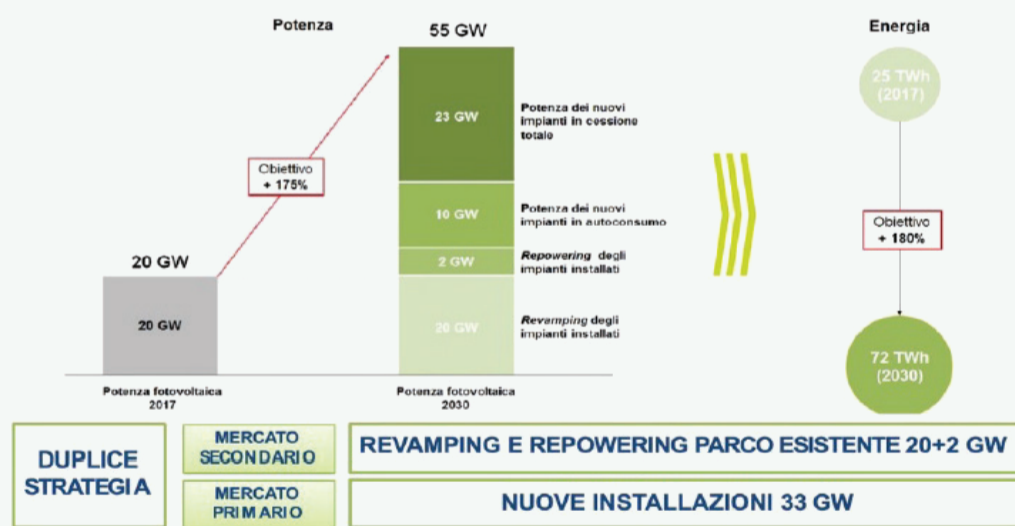 Potenza
Energia
55 GW
23 GW
Potenza dei nuovi
impianti in cessione
totale
10 GW
Potenza dei nuovi
impianti in autoconsumo
2 GW
Repowering degli
impianti installati
20 GW
Revamping degli
impianti installati
Obiettivo
+ 175%
20 GW
20 GW
Potenza fotovoltaica
2017
Potenza fotovoltaica
2030
25 TWh
(2017)
Obiettivo
+ 180%
72 TWh
(2030)
DUPLICE
STRATEGIA
MERCATO
SECONDARIO
REVAMPING E REPOWERING PARCO ESISTENTE 20+2 GW
MERCATO
PRIMARIO
NUOVE INSTALLAZIONI 33 GW